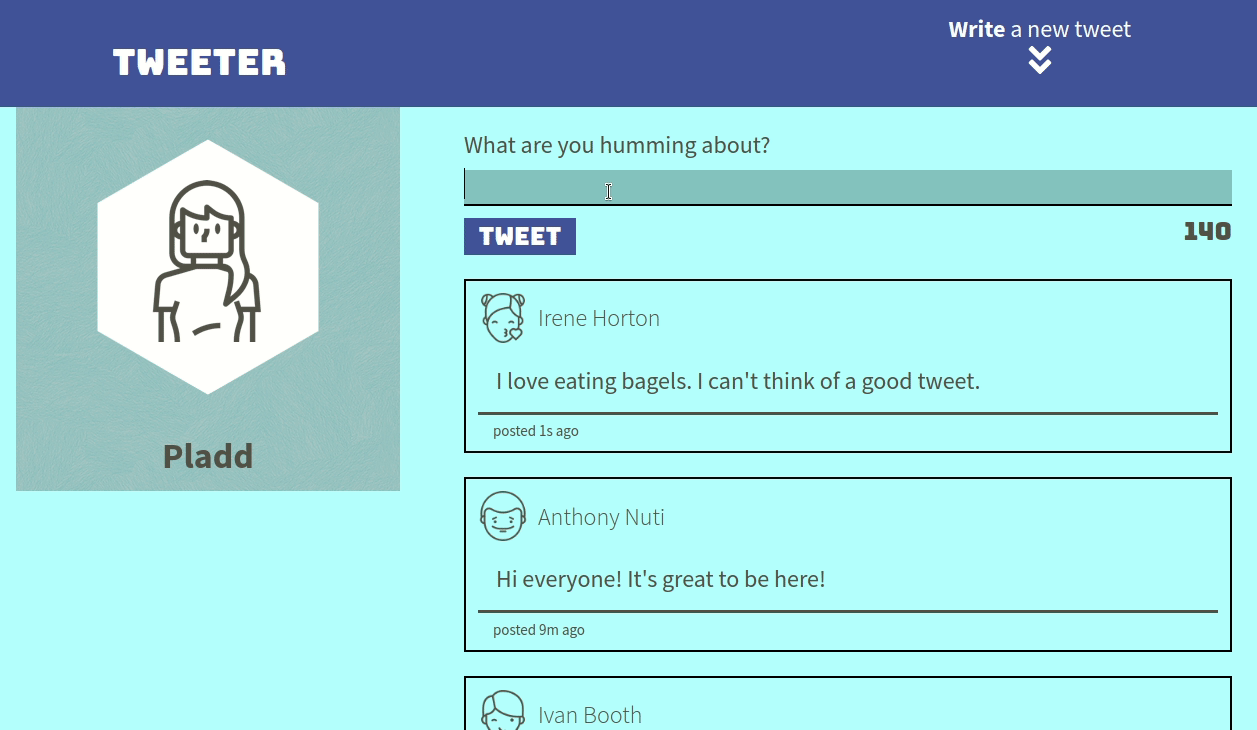 Write a new tweet
TWEETER
What are you humming about?
TWEET
140
Pladd
Irene Horton
I love eating bagels. I can't think of a good tweet.
posted 1s ago
Anthony Nuti
Hi everyone! It's great to be here!
posted 9m ago
Ivan Booth